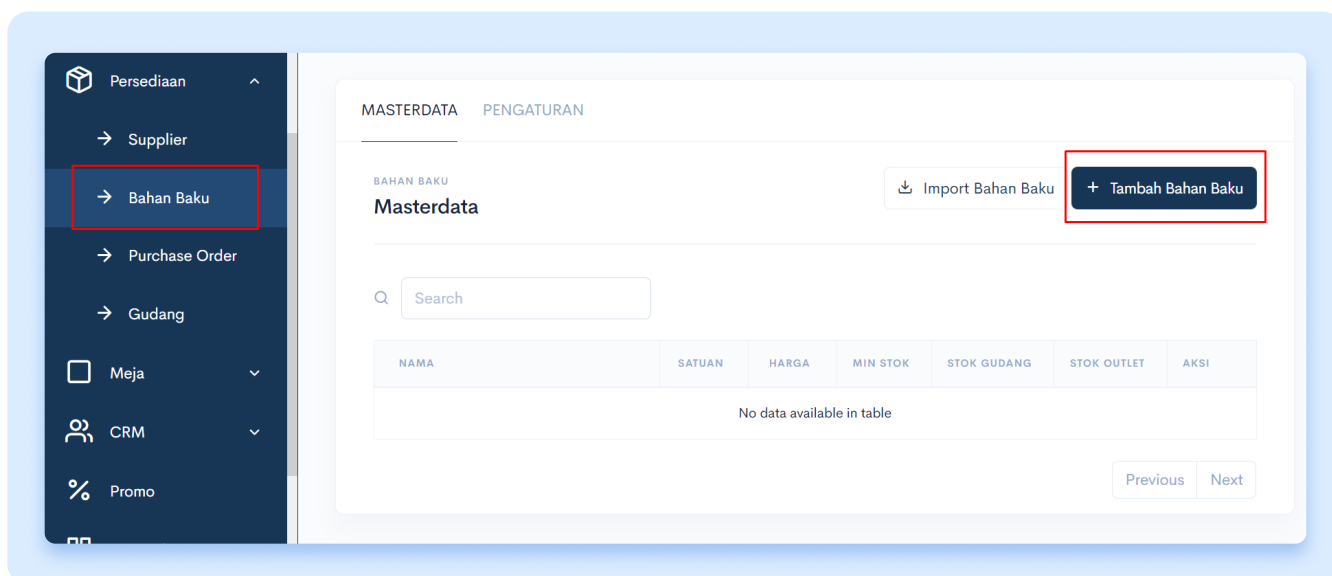 Persediaan
Supplier
Bahan Baku
Purchase Order
Gudang
Meja
CRM
Promo
MASTERDATA PENGATURAN
BAHAN BAKU
Masterdata
Import Bahan Baku + Tambah Bahan Baku
Search
NAMA SATUAN HARGA MIN STOK STOK GUDANG STOK OUTLET AKSI
No data available in table
Previous Next